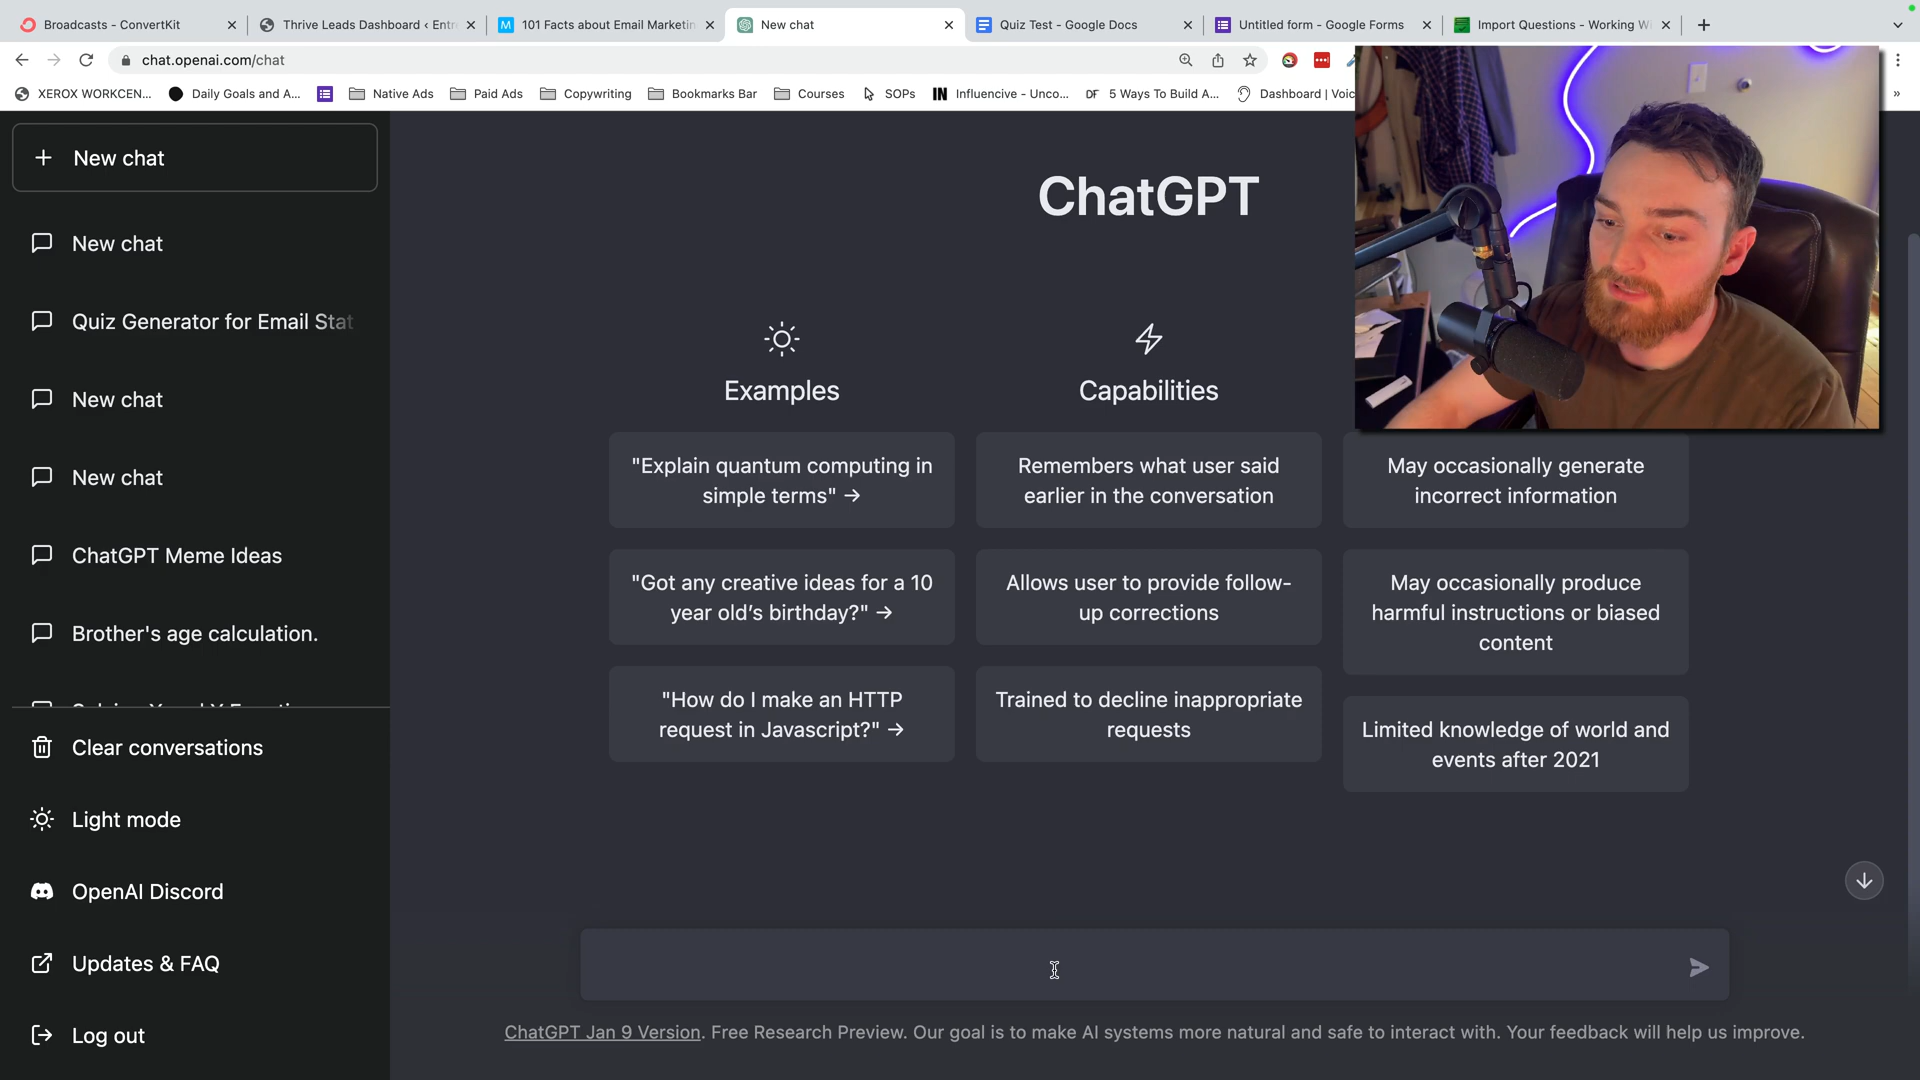 Broadcasts - ConvertKit
Thrive Leads Dashboard ‹ Entr
101 Facts about Email Marketin
New chat
Quiz Test - Google Docs
Untitled form - Google Forms
Import Questions - Working W
chat.openai.com/chat
XEROX WORKCEN...
Daily Goals and A...
Native Ads
Paid Ads
Copywriting
Bookmarks Bar
Courses
SOPs
IN Influencive - Unco...
DF 5 Ways To Build A...
Dashboard | Voic
»
+ New chat
New chat
Quiz Generator for Email Stat
New chat
New chat
ChatGPT Meme Ideas
Brother's age calculation.
Clear conversations
Light mode
OpenAI Discord
Updates & FAQ
Log out
ChatGPT
Examples
"Explain quantum computing in
simple terms" →
"Got any creative ideas for a 10
year old's birthday?" →
"How do I make an HTTP
request in Javascript?" →
Capabilities
Remembers what user said
earlier in the conversation
Allows user to provide follow-
up corrections
Trained to decline inappropriate
requests
May occasionally generate
incorrect information
May occasionally produce
harmful instructions or biased
content
Limited knowledge of world and
events after 2021
ChatGPT Jan 9 Version. Free Research Preview. Our goal is to make AI systems more natural and safe to interact with. Your feedback will help us improve.